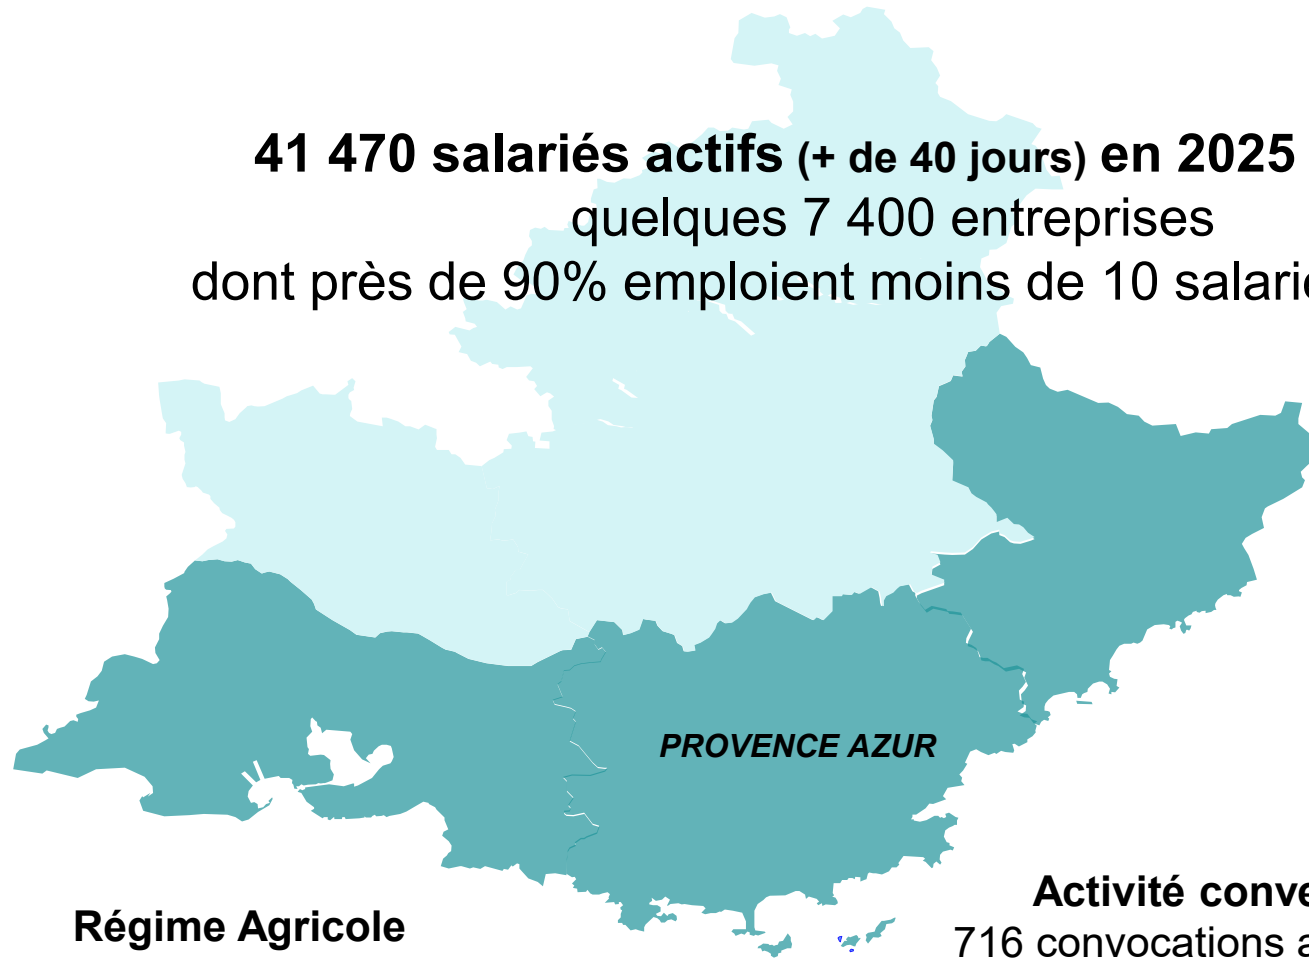 41 470 salariés actifs (+ de 40 jours) en 2025
quelques 7 400 entreprises
dont près de 90% emploient moins de 10
PROVENCE AZUR
Régime Agricole
Activité
716 convocations